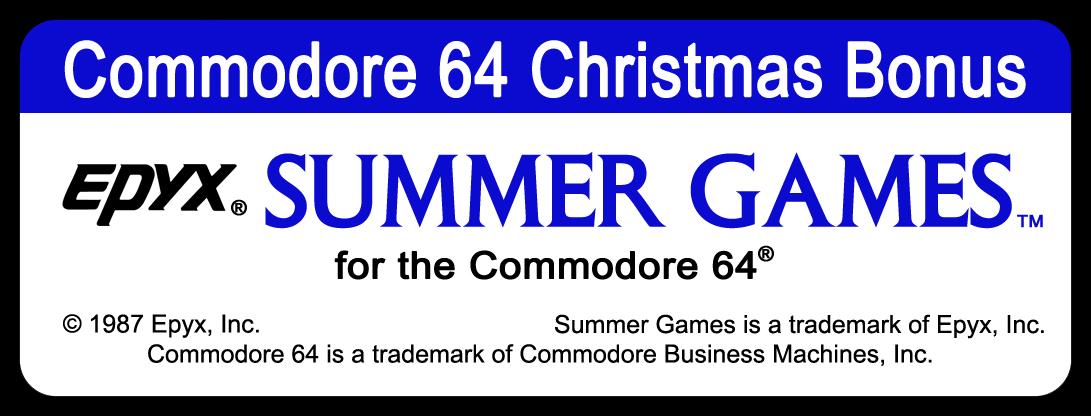 Commodore 64 Christmas Bonus
EPYX® SUMMER GAMES™
for the Commodore 64®
© 1987 Epyx, Inc. Summer Games is a trademark of Epyx, Inc.
Commodore 64 is a trademark of Commodore Business Machines, Inc.